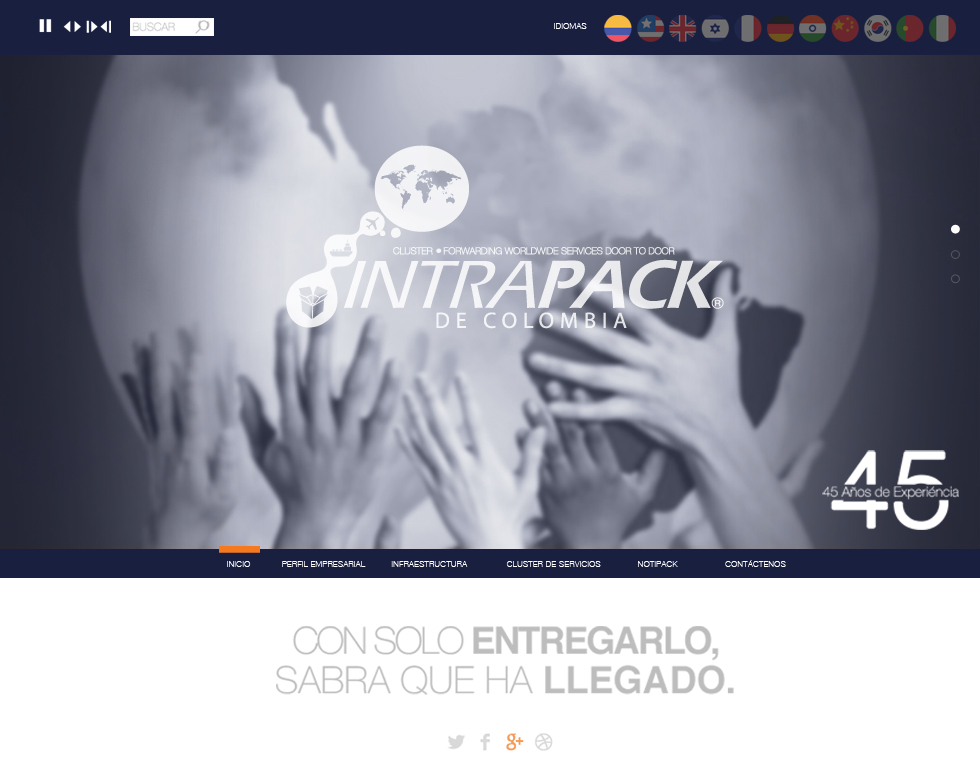 BUSCAR
IDIOMAS
CLUSTER ● FORWARDING WORLDWIDE SERVICES DOOR TO DOOR
INTRAPACK®
DE COLOMBIA
45
45 Años de Experiéncia
INICIO PERFIL EMPRESARIAL INFRAESTRUCTURA CLUSTER DE SERVICIOS NOTIPACK CONTÁCTENOS
CON SOLO ENTREGARLO,
SABRA QUE HA LLEGADO.
g+